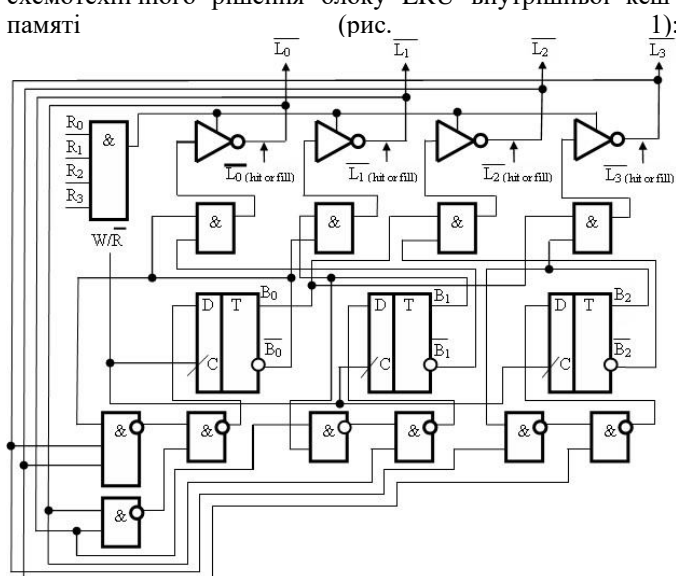 схемотехнічного рішення блоку LRU внутрішньої кеш
памяті (рис. 1):
L0 L1 L2 L3
R0
R1
R2
R3
&
L0 (hit or fill) L1 (hit or fill) L2 (hit or fill) L3 (hit or fill)
W/R
& & & &
D T B0 D T B1 D T B2
C B0 C B1 C B2
& & & & & &
&